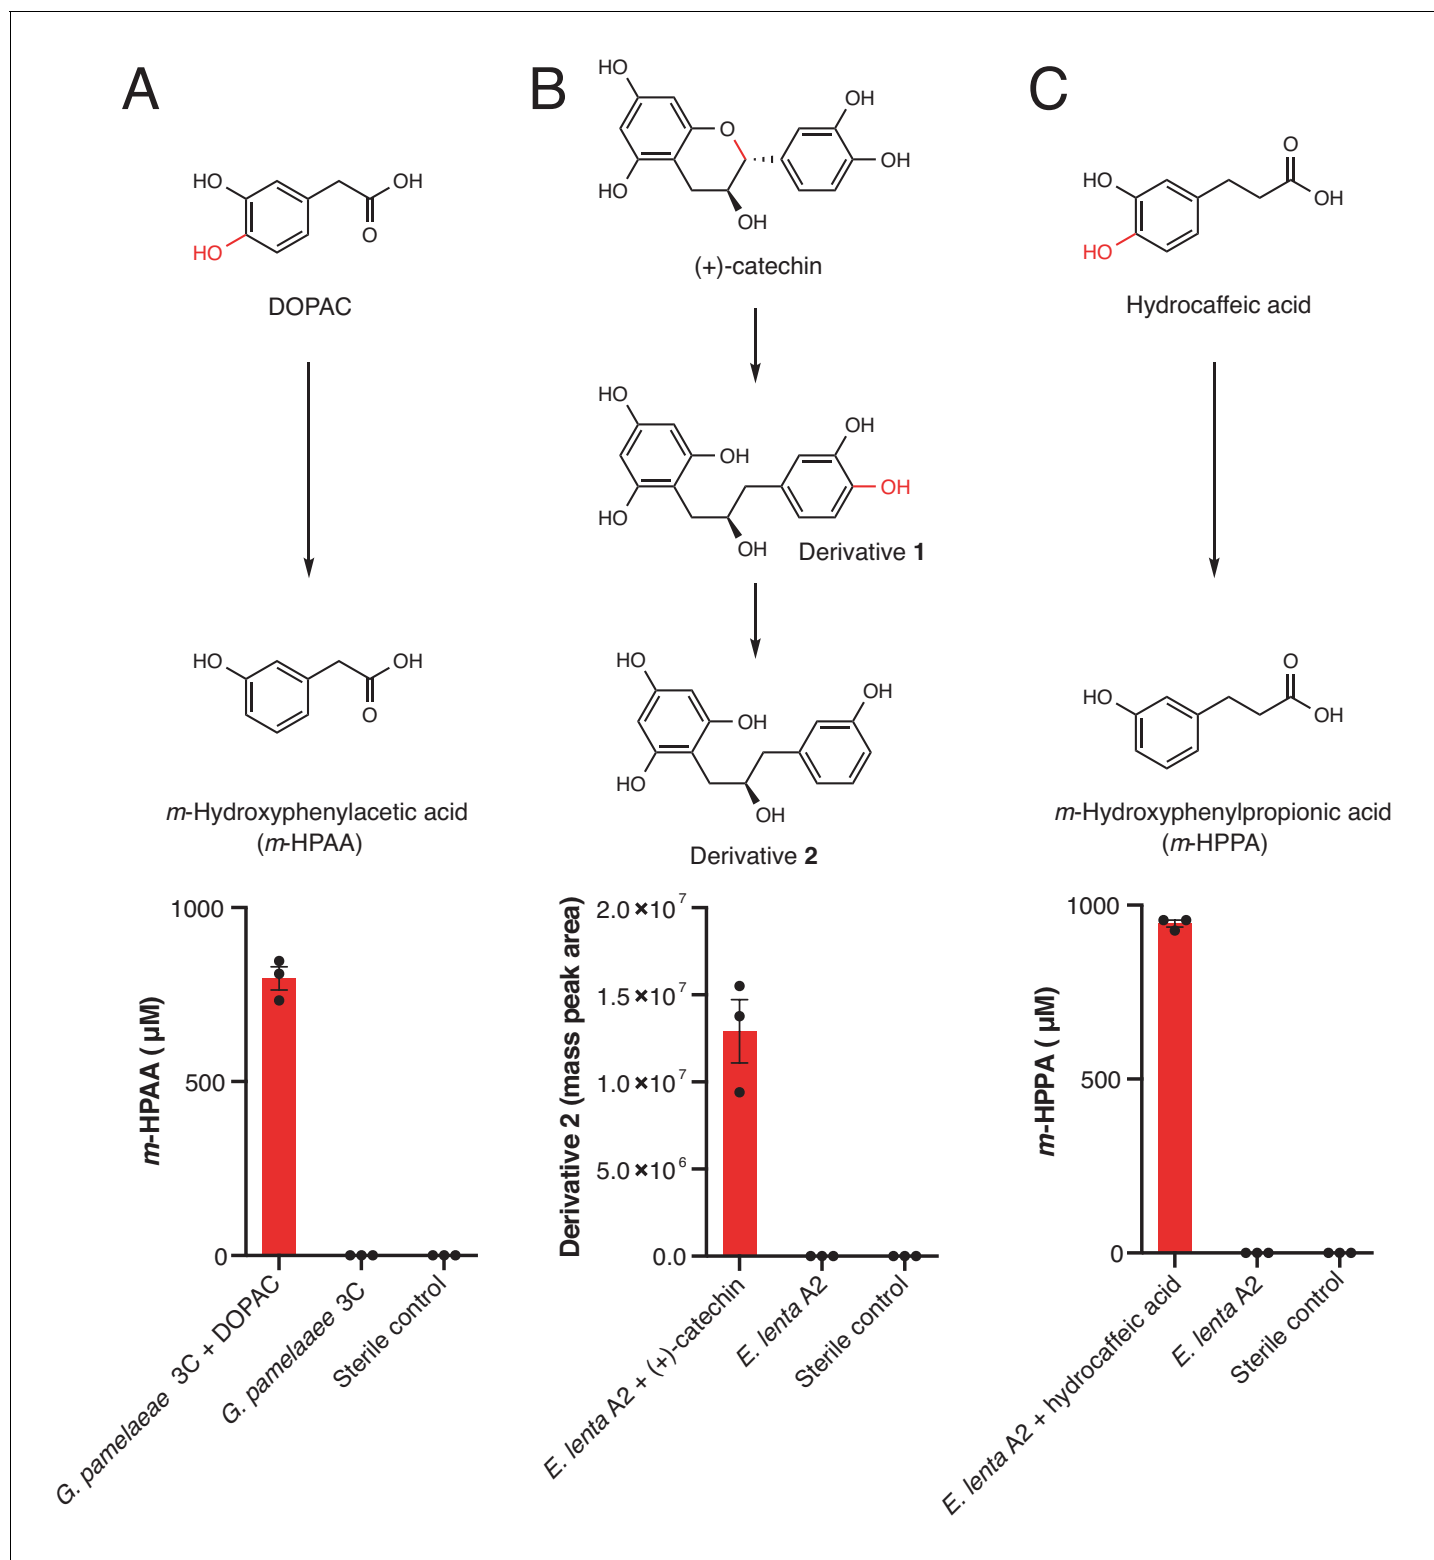 A
HO
OH
HO
O
DOPAC
HO
OH
O
m-Hydroxyphenylacetic acid
(m-HPAA)
1000
500
0
m-HPAA ( µM)
G. pamelaeae 3C + DOPAC
G. pamelaaee 3C
Sterile control
B
HO
OH
O
OH
HO
OH
(+)-catechin
HO
OH
OH
OH
HO
OH
Derivative 1
HO
OH
OH
HO
OH
Derivative 2
2.0×10^7
1.5×10^7
1.0×10^7
5.0×10^6
0.0
Derivative 2 (mass peak area)
E. lenta A2 + (+)-catechin
E. lenta A2
Sterile control
C
O
HO
OH
HO
Hydrocaffeic acid
O
HO
OH
m-Hydroxyphenylpropionic acid
(m-HPPA)
1000
500
0
m-HPPA ( µM)
E. lenta A2 + hydrocaffeic acid
E. lenta A2
Sterile control